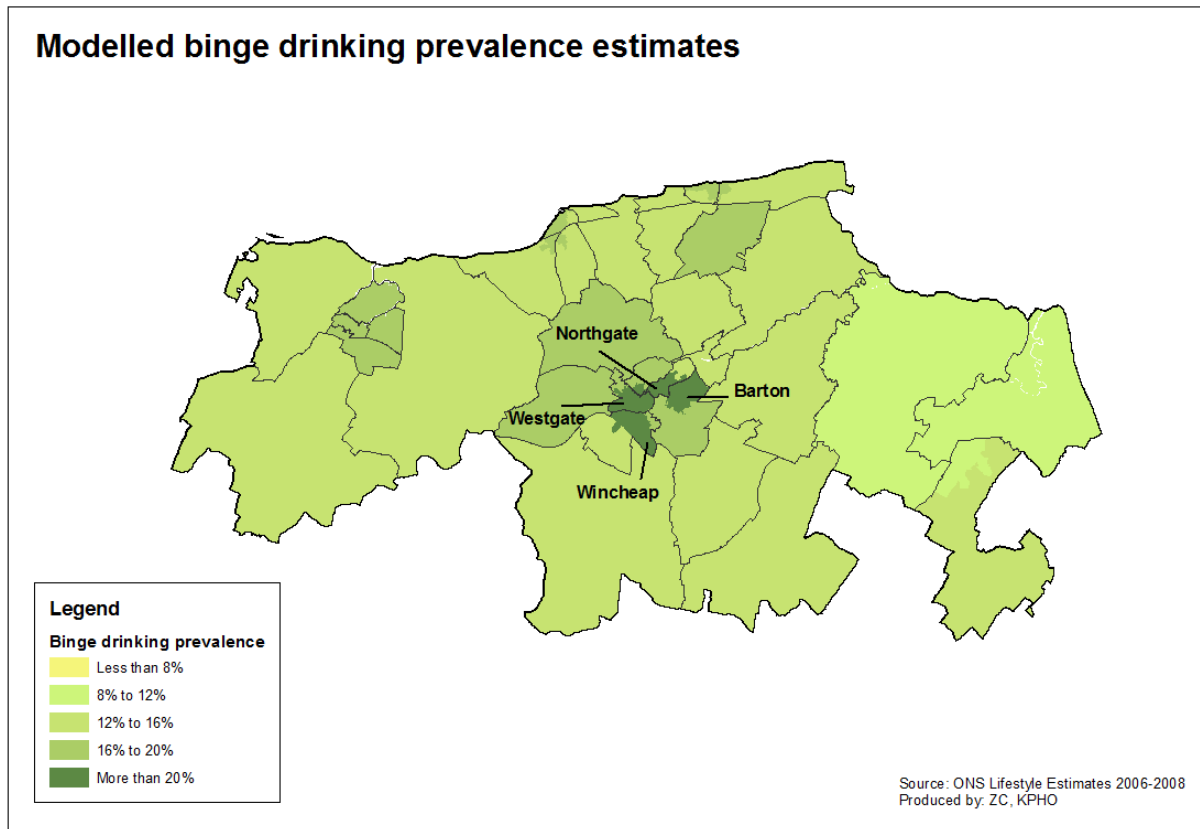 Modelled binge drinking prevalence estimates
Northgate
Barton
Westgate
Wincheap
Legend
Binge drinking prevalence
Less than 8%
8% to 12%
12% to 16%
16% to 20%
More than 20%
Source: ONS Lifestyle Estimates 2006-2008
Produced by: ZC, KPHO